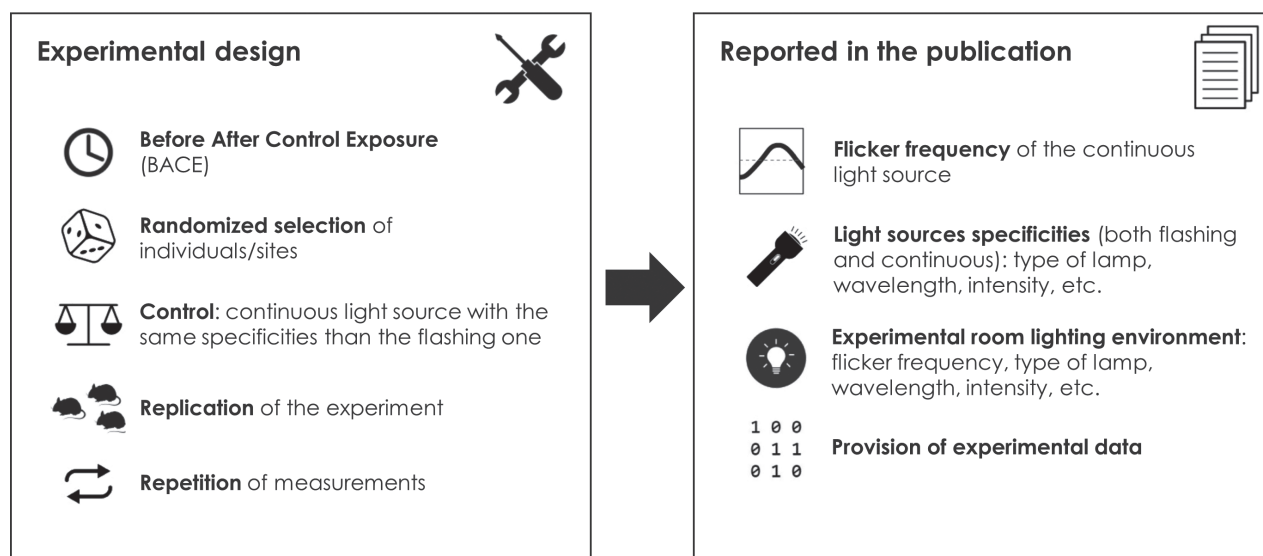 Experimental design
Before After Control Exposure
(BACE)
Randomized selection of
individuals/sites
Control: continuous light source with the
same specificities than the flashing one
Replication of the experiment
Repetition of measurements
Reported in the publication
Flicker frequency of the continuous
light source
Light sources specificities (both flashing
and continuous): type of lamp,
wavelength, intensity, etc.
Experimental room lighting environment:
flicker frequency, type of lamp,
wavelength, intensity, etc.
1 0 0
0 1 1
0 1 0
Provision of experimental data